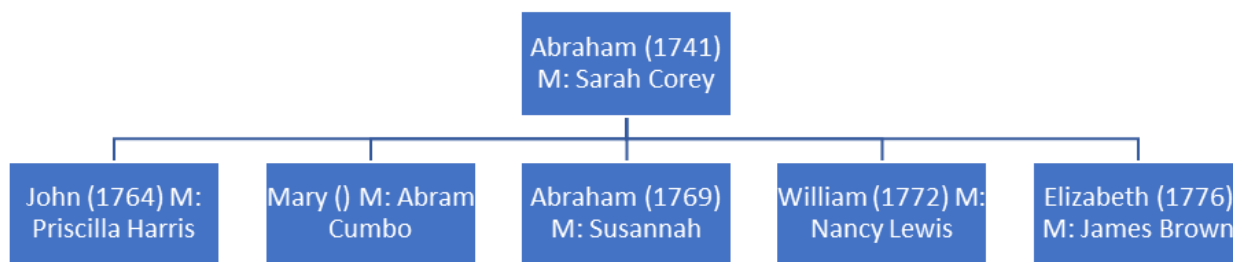 Abraham (1741)
M: Sarah Corey
John (1764) M:
Priscilla Harris
Mary () M: Abram
Cumbo
Abraham (1769)
M: Susannah
William (1772) M:
Nancy Lewis
Elizabeth (1776)
M: James Brown